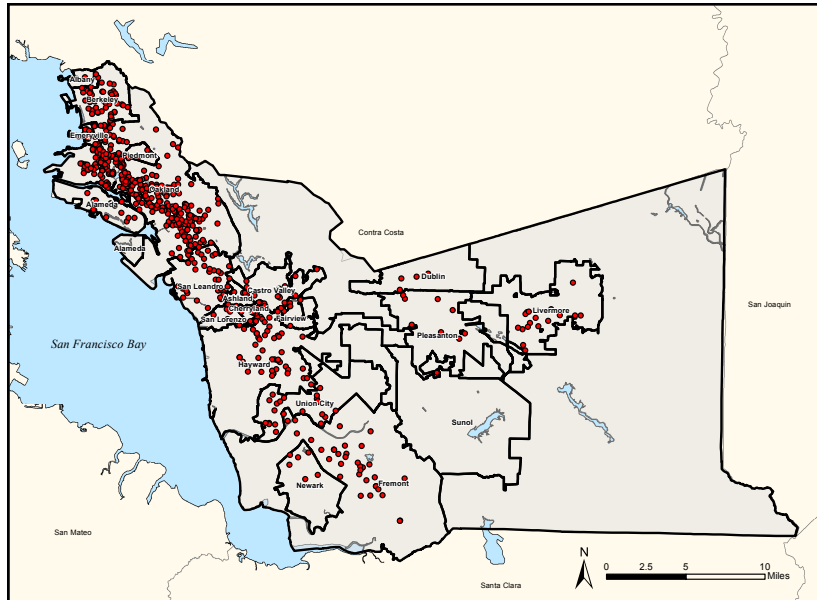 Albany
Berkeley
Emeryville
Piedmont
Oakland
Alameda
Contra Costa
Alameda
Dublin
San Leandro
Castro Valley
Ashland
Cherryland
San Lorenzo
Fairview
Livermore
San Joaquin
Pleasanton
San Francisco Bay
Hayward
Union City
Sunol
Newark
Fremont
San Mateo
Santa Clara
N
0 2.5 5 10
Miles